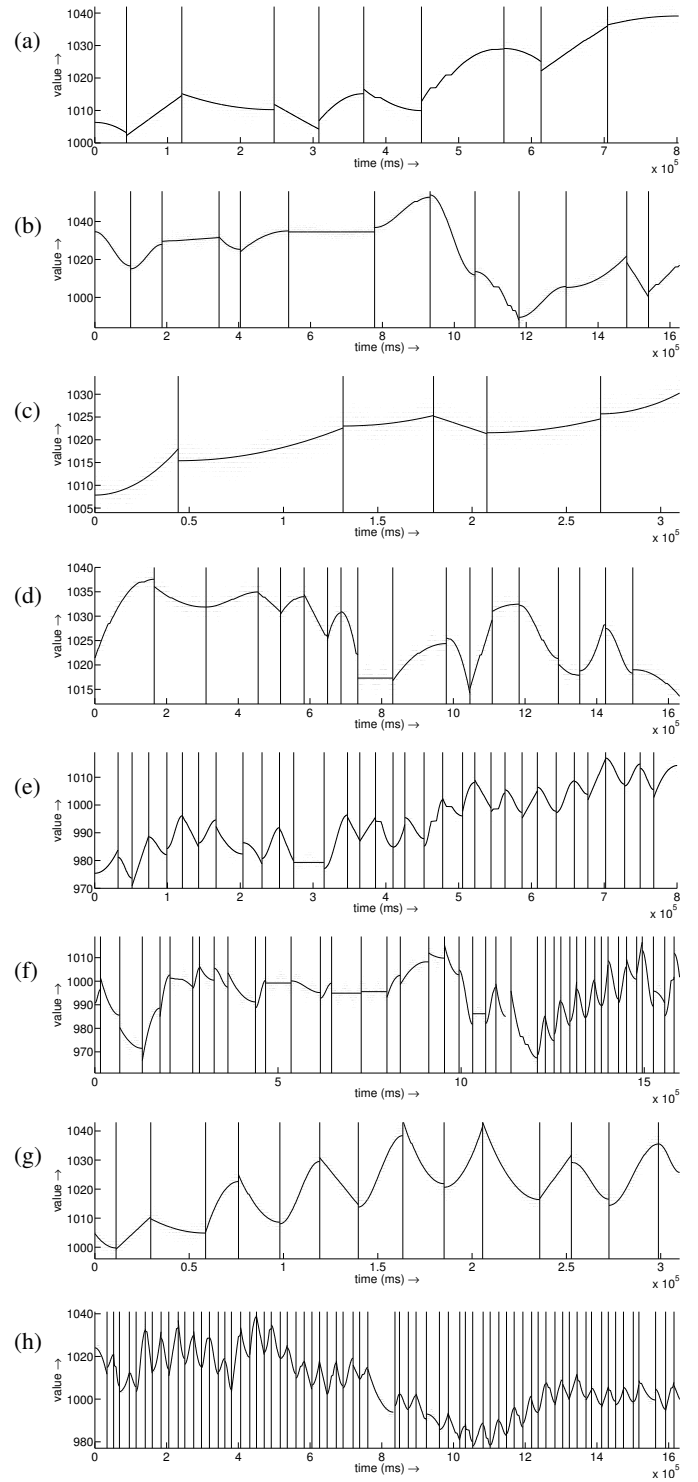 (a)
value →
1040
1030
1020
1010
1000
0 1 2 3 4 5 6 7 8
time (ms) →
x 10^5
(b)
value →
1040
1020
1000
0 2 4 6 8 10 12 14 16
time (ms) →
x 10^5
(c)
value →
1030
1025
1020
1015
1010
1005
0 0.5 1 1.5 2 2.5 3
time (ms) →
x 10^5
(d)
value →
1040
1035
1030
1025
1020
1015
0 2 4 6 8 10 12 14 16
time (ms) →
x 10^5
(e)
value →
1010
1000
990
980
970
0 1 2 3 4 5 6 7 8
time (ms) →
x 10^5
(f)
value →
1010
1000
990
980
970
0 5 10 15
time (ms) →
x 10^5
(g)
value →
1040
1030
1020
1010
1000
0 0.5 1 1.5 2 2.5 3
time (ms) →
x 10^5
(h)
value →
1040
1020
1000
980
0 2 4 6 8 10 12 14 16
time (ms) →
x 10^5